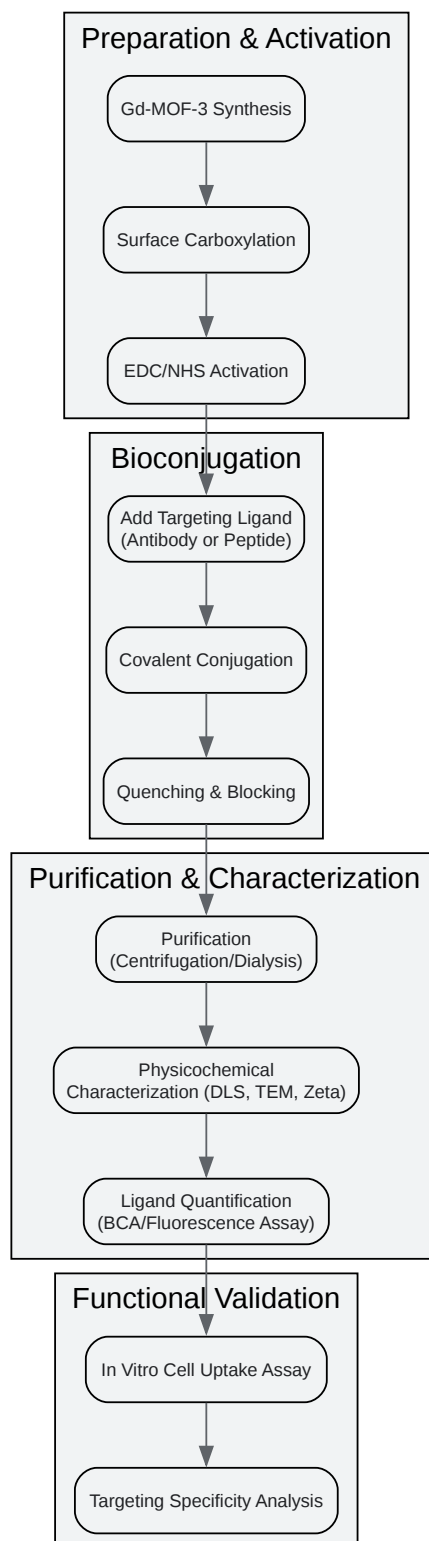 Preparation & Activation
Gd-MOF-3 Synthesis
Surface Carboxylation
EDC/NHS Activation
Bioconjugation
Add Targeting Ligand
(Antibody or Peptide)
Covalent Conjugation
Quenching & Blocking
Purification & Characterization
Purification
(Centrifugation/Dialysis)
Physicochemical
Characterization (DLS, TEM, Zeta)
Ligand Quantification
(BCA/Fluorescence Assay)
Functional Validation
In Vitro Cell Uptake Assay
Targeting Specificity Analysis